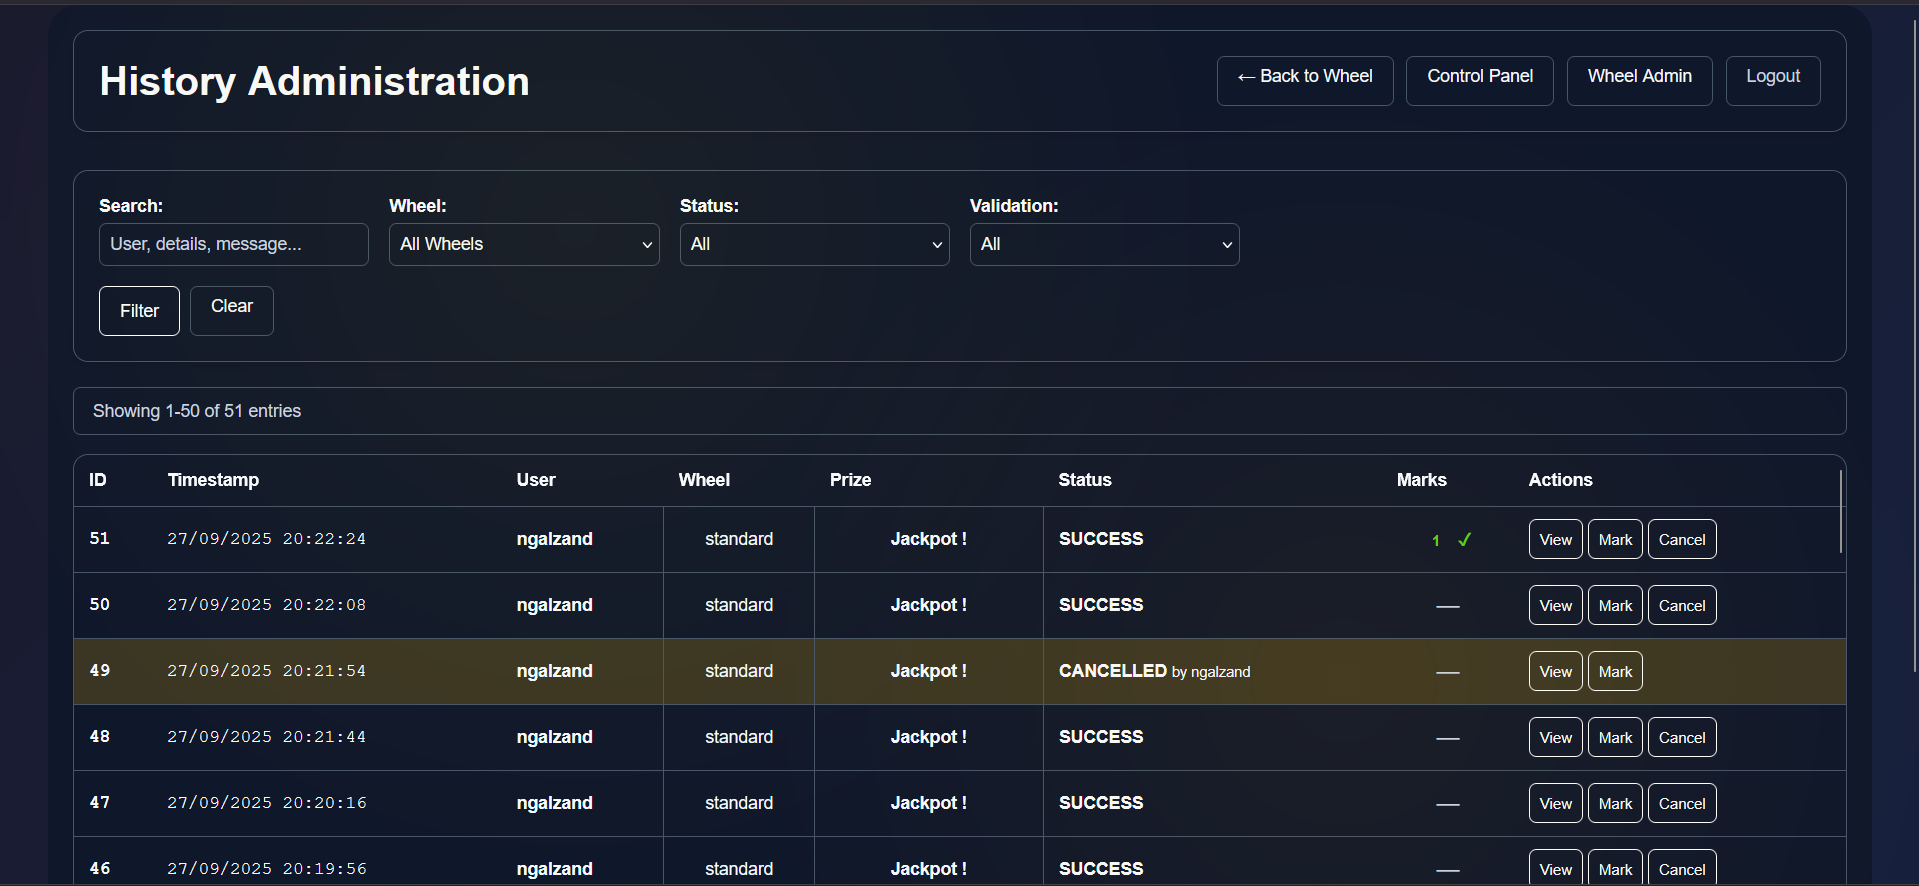 History Administration
← Back to Wheel Control Panel Wheel Admin Logout
Search: Wheel: Status: Validation:
User, details, message... All Wheels All All
Filter Clear
Showing 1-50 of 51 entries
ID Timestamp User Wheel Prize Status Marks Actions
51 27/09/2025 20:22:24 ngalzand standard Jackpot ! SUCCESS 1 ✓ View Mark Cancel
50 27/09/2025 20:22:08 ngalzand standard Jackpot ! SUCCESS — View Mark Cancel
49 27/09/2025 20:21:54 ngalzand standard Jackpot ! CANCELLED by ngalzand — View Mark
48 27/09/2025 20:21:44 ngalzand standard Jackpot ! SUCCESS — View Mark Cancel
47 27/09/2025 20:20:16 ngalzand standard Jackpot ! SUCCESS — View Mark Cancel
46 27/09/2025 20:19:56 ngalzand standard Jackpot ! SUCCESS — View Mark Cancel